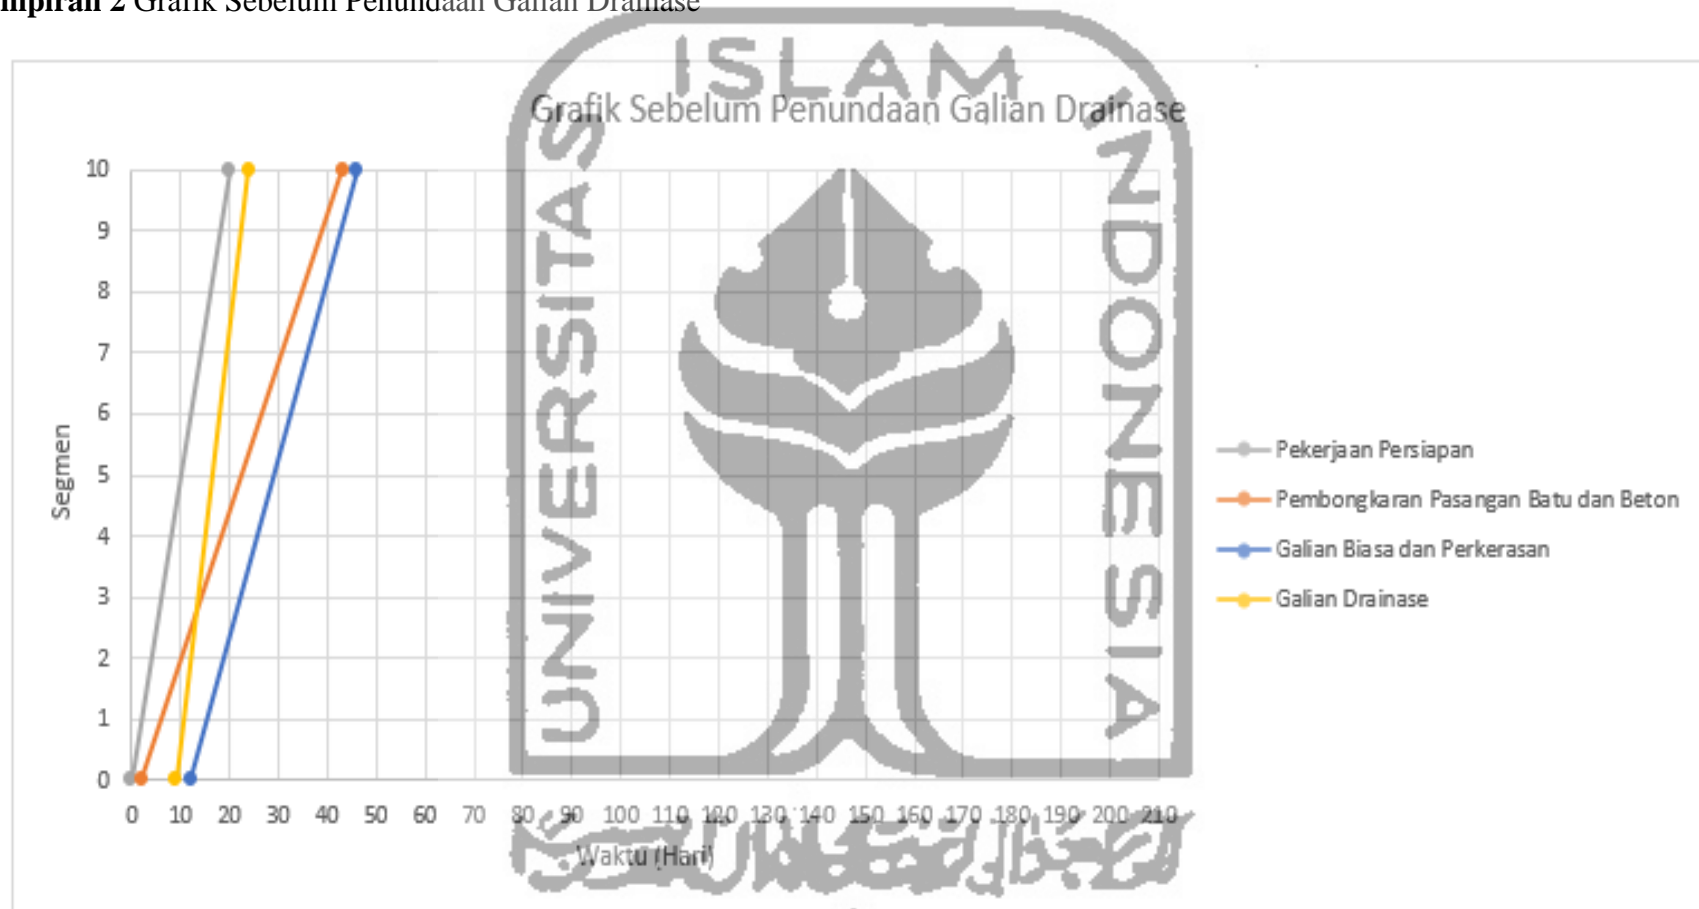 mpiran 2 Grafik Sebelum Penundaan Galian Drainase
ISLAM
UNIVERSITAS
INDONESIA
Grafik Sebelum Penundaan Galian Drainase
10
9
8
7
6
5
4
3
2
1
0
Segmen
0 10 20 30 40 50 60 70 80 90 100 110 120 130 140 150 160 170 180 190 200 210
Waktu (Hari)
Pekerjaan Persiapan
Pembongkaran Pasangan Batu dan Beton
Galian Biasa dan Perkerasan
Galian Drainase